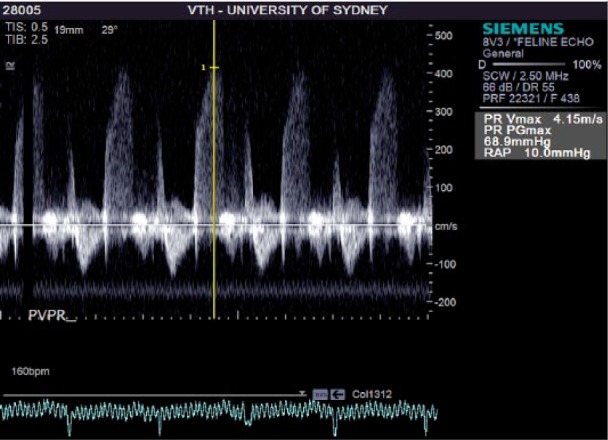 28005 VTH - UNIVERSITY OF SYDNEY
TIS: 0.5 19mm 29°
TIB: 2.5
500
400
300
200
100
cm/s
-100
-200
1
PVPR_
SIEMENS
8V3 / *FELINE ECHO
General
D 100%
SCW / 2.50 MHz
66 dB / DR 55
PRF 22321 / F 438
PR Vmax 4.15m/s
PR PGmax
68.9mmHg
RAP 10.0mmHg
160bpm
Col1312